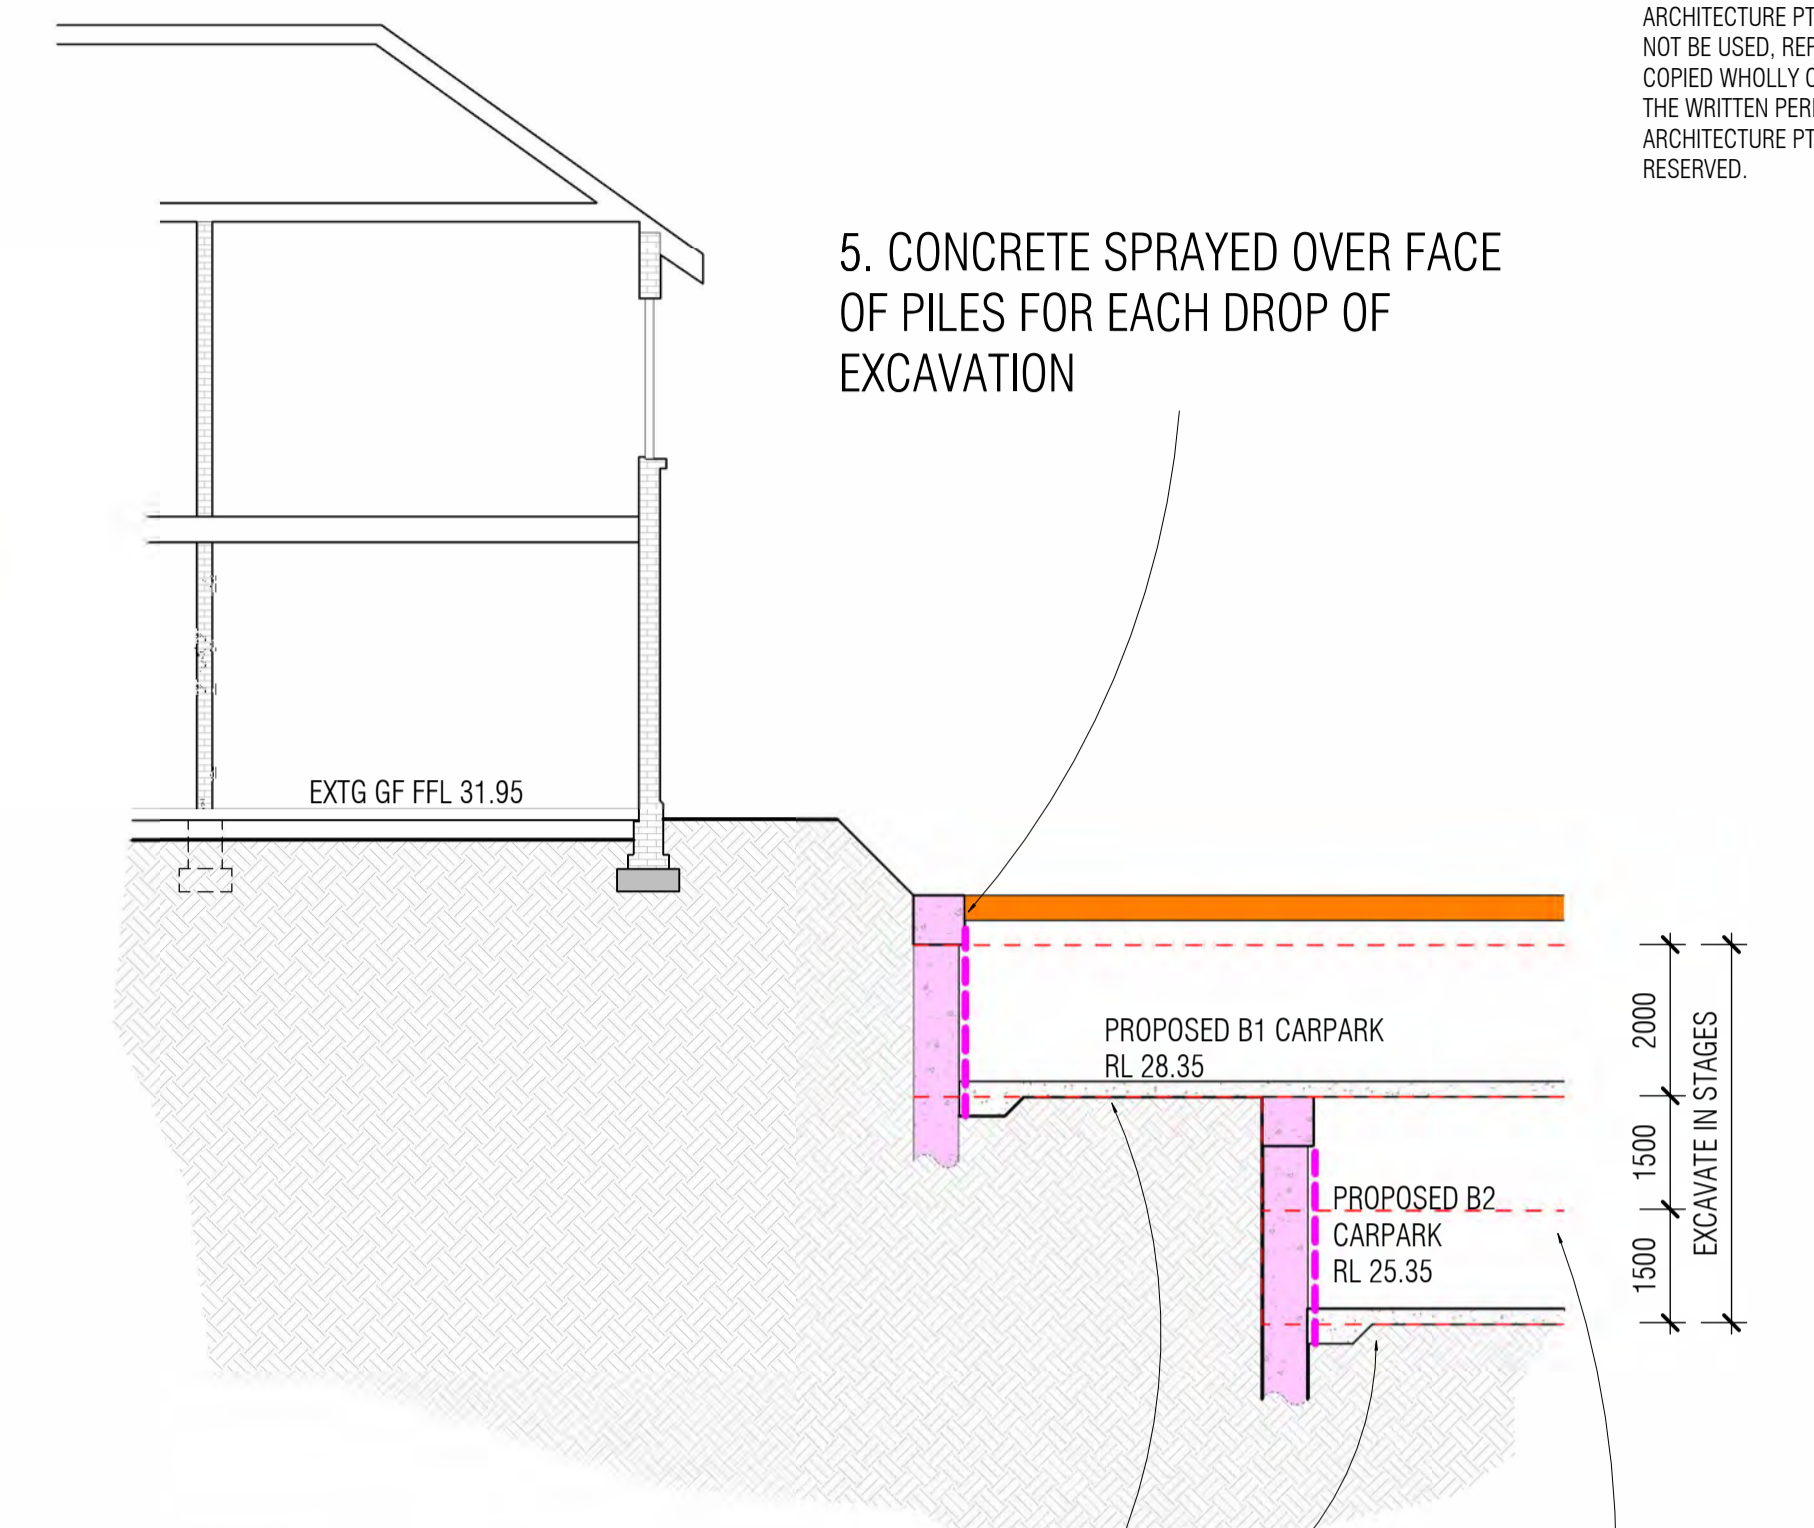 ARCHITECTURE PT
NOT BE USED, REP
COPIED WHOLLY O
THE WRITTEN PER
ARCHITECTURE PT
RESERVED.
5. CONCRETE SPRAYED OVER FACE
OF PILES FOR EACH DROP OF
EXCAVATION
EXTG GF FFL 31.95
PROPOSED B1 CARPARK
RL 28.35
PROPOSED B2
CARPARK
RL 25.35
2000
1500
1500
EXCAVATE IN STAGES